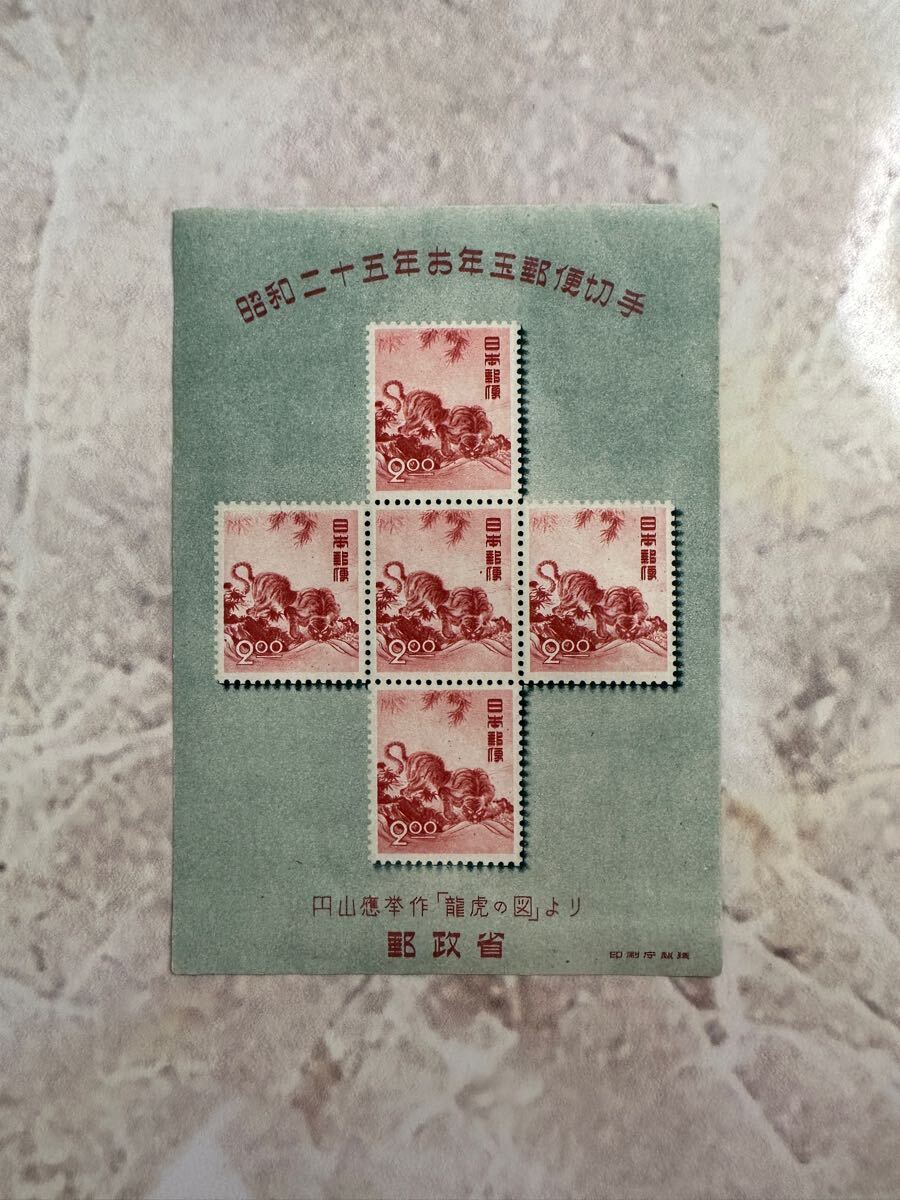 昭和二十五年お年玉郵便切手
日本郵便
2.00
日本郵便
2.00
日本郵便
2.00
日本郵便
2.00
日本郵便
2.00
円山應挙作「龍虎の図」より
郵政省
印刷庁製造